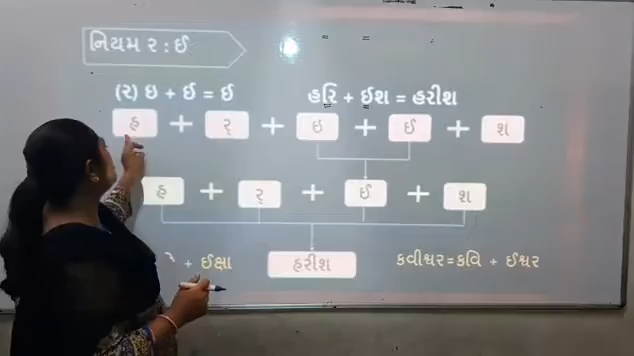 નિયમ ૨ : ઈ
(૨) ઇ + ઈ = ઈ
હરિ + ઈશ = હરીશ
હ + ર્ + ઇ + ઈ + શ
હ + ર્ + ઈ + શ
+ ઈક્ષા
હરીશ
કવીશ્વર = કવિ + ઈશ્વર